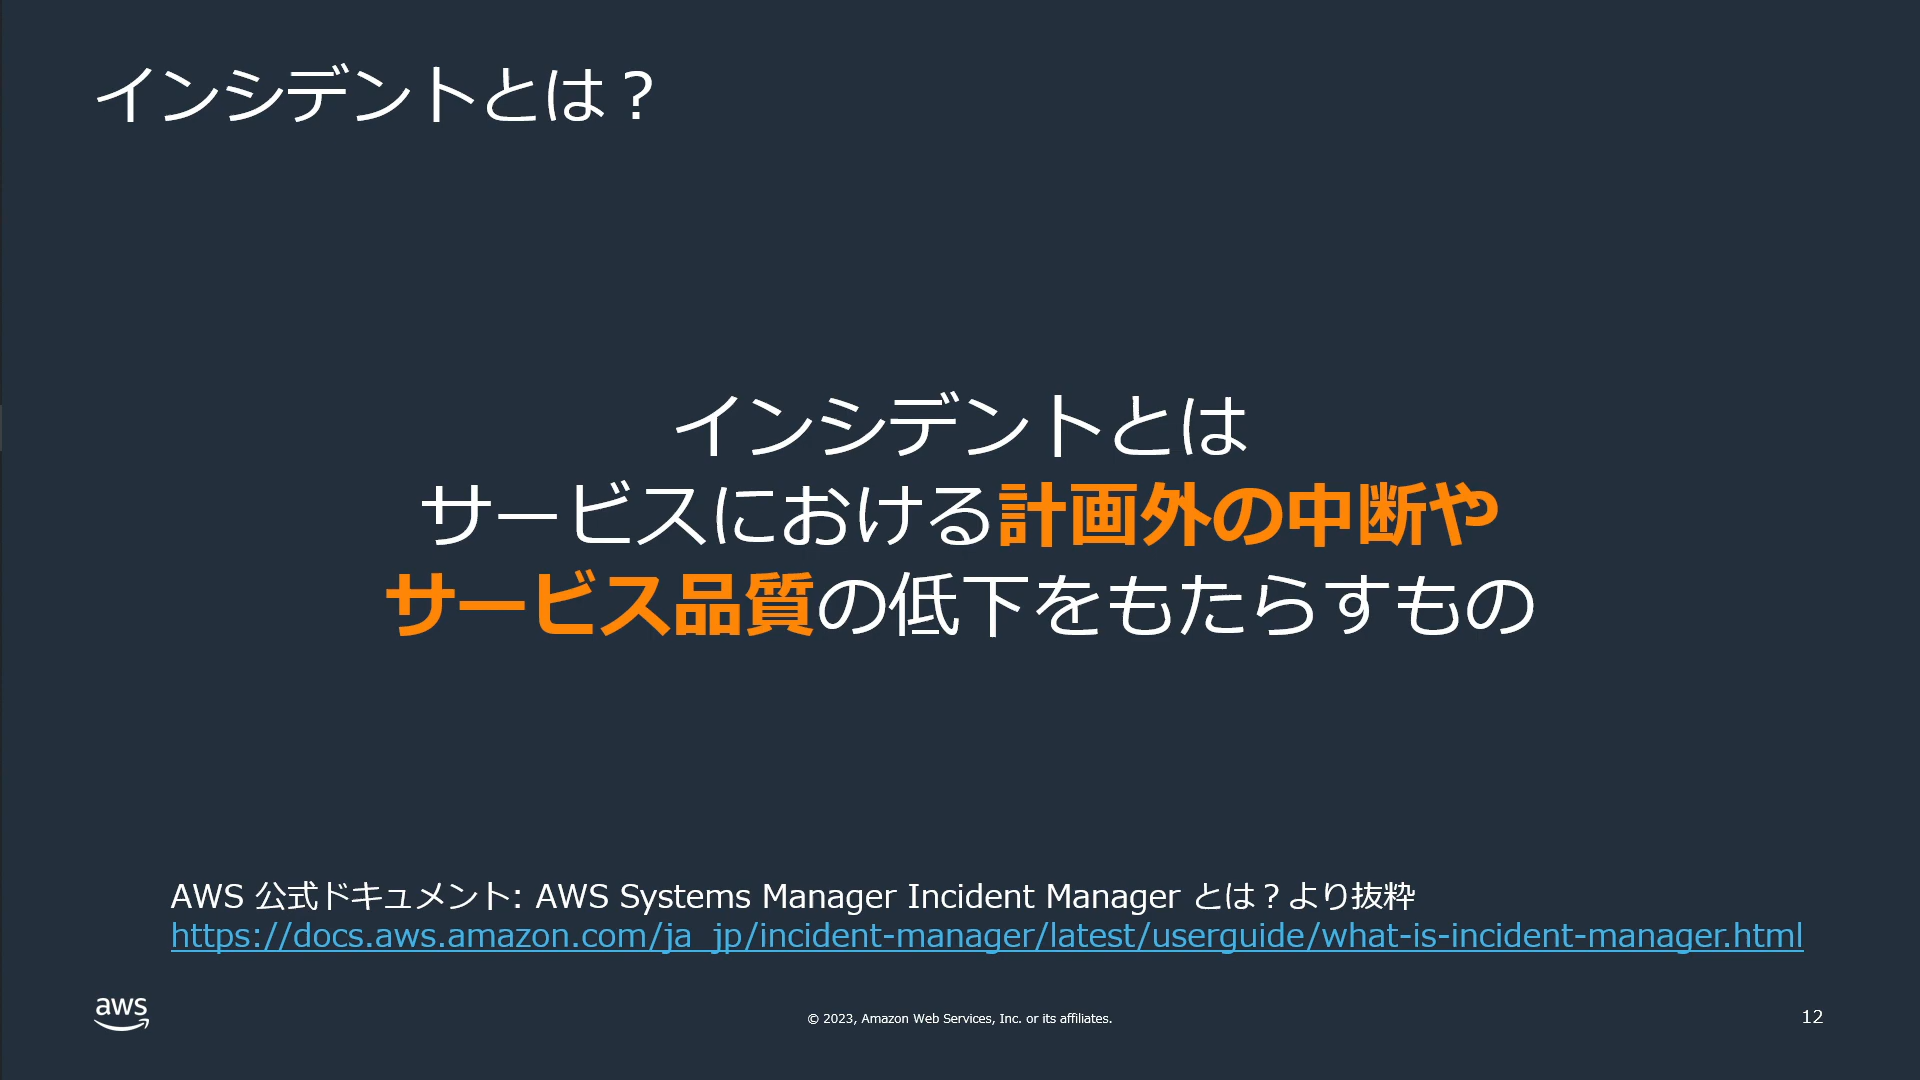 インシデントとは？
インシデントとは
サービスにおける計画外の中断や
サービス品質の低下をもたらすもの
AWS 公式ドキュメント: AWS Systems Manager Incident Manager とは？より抜粋
https://docs.aws.amazon.com/ja_jp/incident-manager/latest/userguide/what-is-incident-manager.html
aws
© 2023, Amazon Web Services, Inc. or its affiliates.
12